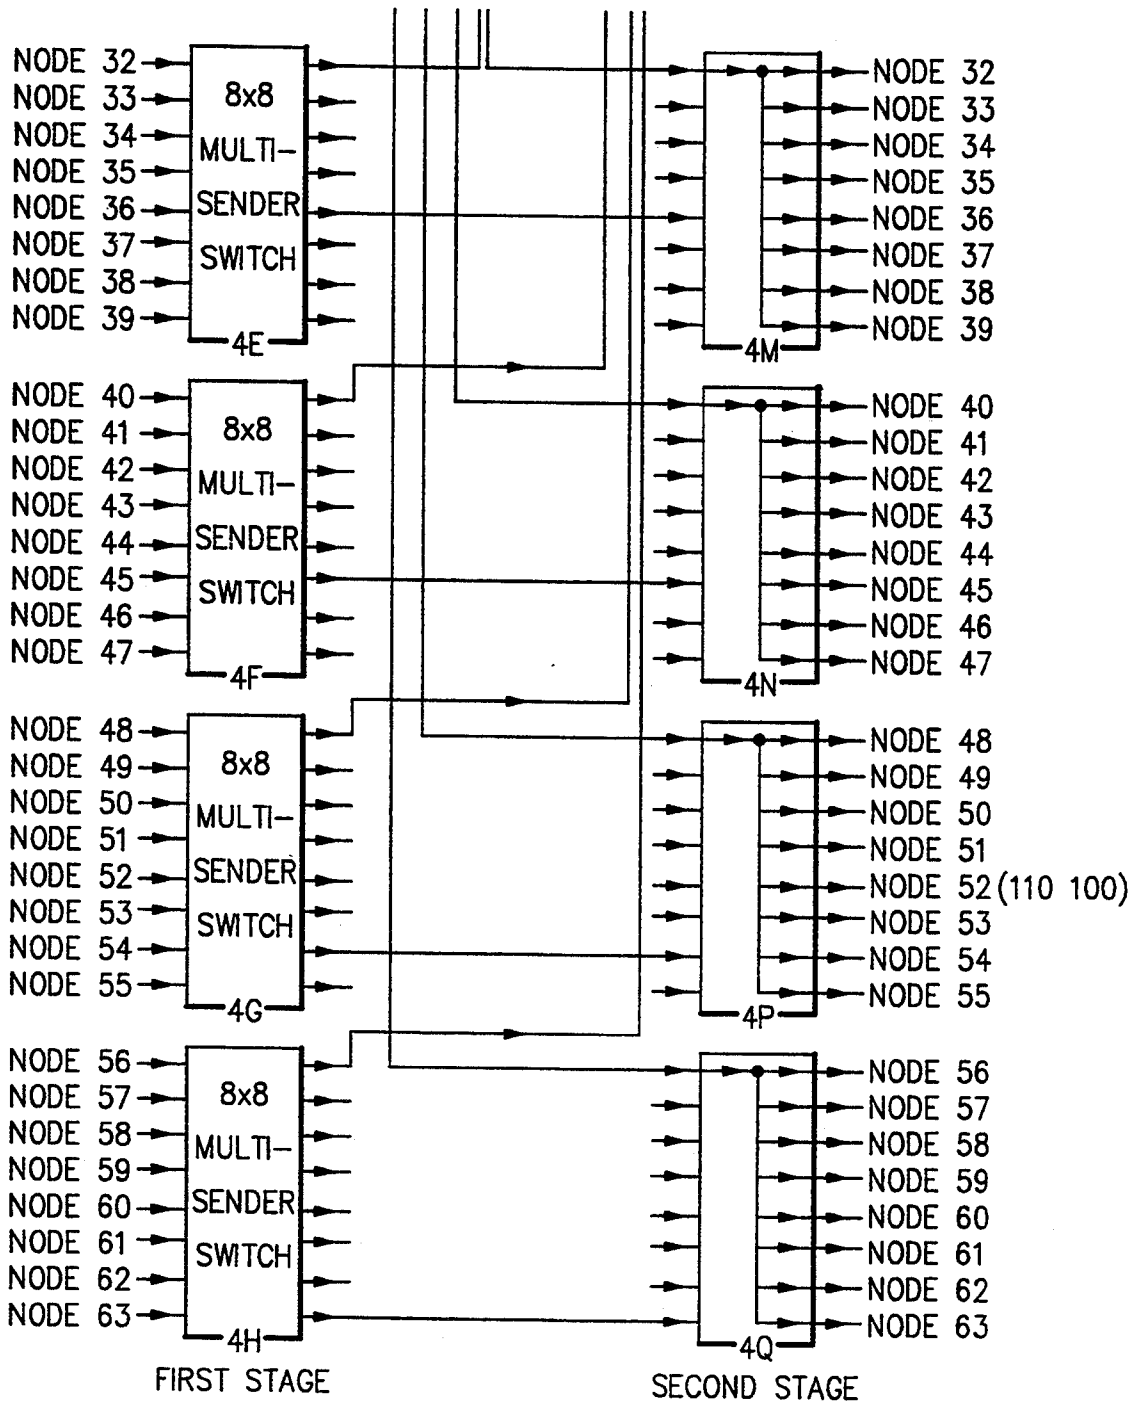 NODE 32
NODE 33
NODE 34
NODE 35
NODE 36
NODE 37
NODE 38
NODE 39
8x8
MULTI-
SENDER
SWITCH
4E
4M
NODE 32
NODE 33
NODE 34
NODE 35
NODE 36
NODE 37
NODE 38
NODE 39
NODE 40
NODE 41
NODE 42
NODE 43
NODE 44
NODE 45
NODE 46
NODE 47
8x8
MULTI-
SENDER
SWITCH
4F
4N
NODE 40
NODE 41
NODE 42
NODE 43
NODE 44
NODE 45
NODE 46
NODE 47
NODE 48
NODE 49
NODE 50
NODE 51
NODE 52
NODE 53
NODE 54
NODE 55
8x8
MULTI-
SENDER
SWITCH
4G
4P
NODE 48
NODE 49
NODE 50
NODE 51
NODE 52 (110 100)
NODE 53
NODE 54
NODE 55
NODE 56
NODE 57
NODE 58
NODE 59
NODE 60
NODE 61
NODE 62
NODE 63
8x8
MULTI-
SENDER
SWITCH
4H
4Q
NODE 56
NODE 57
NODE 58
NODE 59
NODE 60
NODE 61
NODE 62
NODE 63
FIRST STAGE
SECOND STAGE